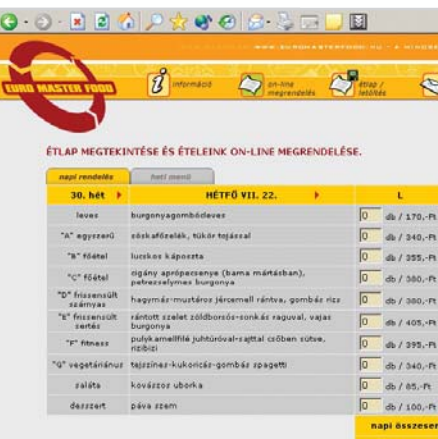 WWW.EUROMASTERFOOD.HU - A MINDE
EURO MASTER FOOD
információ
on-line
megrendelés
étlap /
letöltés
ÉTLAP MEGTEKINTÉSE ÉS ÉTELEINK ON-LINE MEGRENDELÉSE.
napi rendelés
heti menü
30. hét
HÉTFŐ VII. 22.
L
leves
burgonyagombócleves
0 db / 170,-Ft
"A" egyszerű
sóskafőzelék, tükör tojással
0 db / 340,-Ft
"B" főétel
lucskos káposzta
0 db / 355,-Ft
"C" főétel
cigány aprópecsenye (barna mártásban),
petrezselymes burgonya
0 db / 380,-Ft
"D" frissensült
szárnyas
hagymás-mustáros jércemell rántva, gombás rizs
0 db / 380,-Ft
"E" frissensült
sertés
rántott szelet zöldborsós-sonkás raguval, vajas
burgonya
0 db / 405,-Ft
"F" fitness
pulykamellfilé juhtúróval-sajttal csőben sütve,
rizibizi
0 db / 395,-Ft
"G" vegetáriánus
tejszínes-kukoricás-gombás spagetti
0 db / 340,-Ft
saláta
kovászos uborka
0 db / 85,-Ft
desszert
páva szem
0 db / 100,-Ft
napi összesen